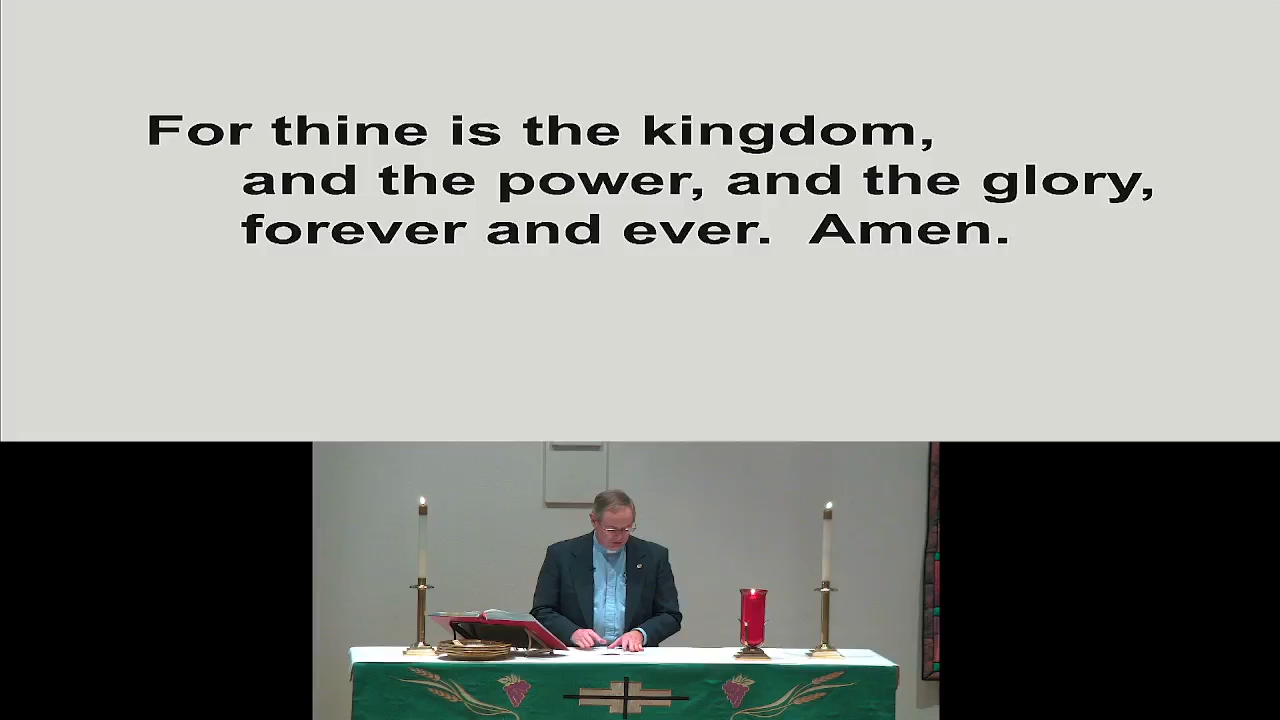 For thine is the kingdom,
and the power, and the glory,
forever and ever.  Amen.